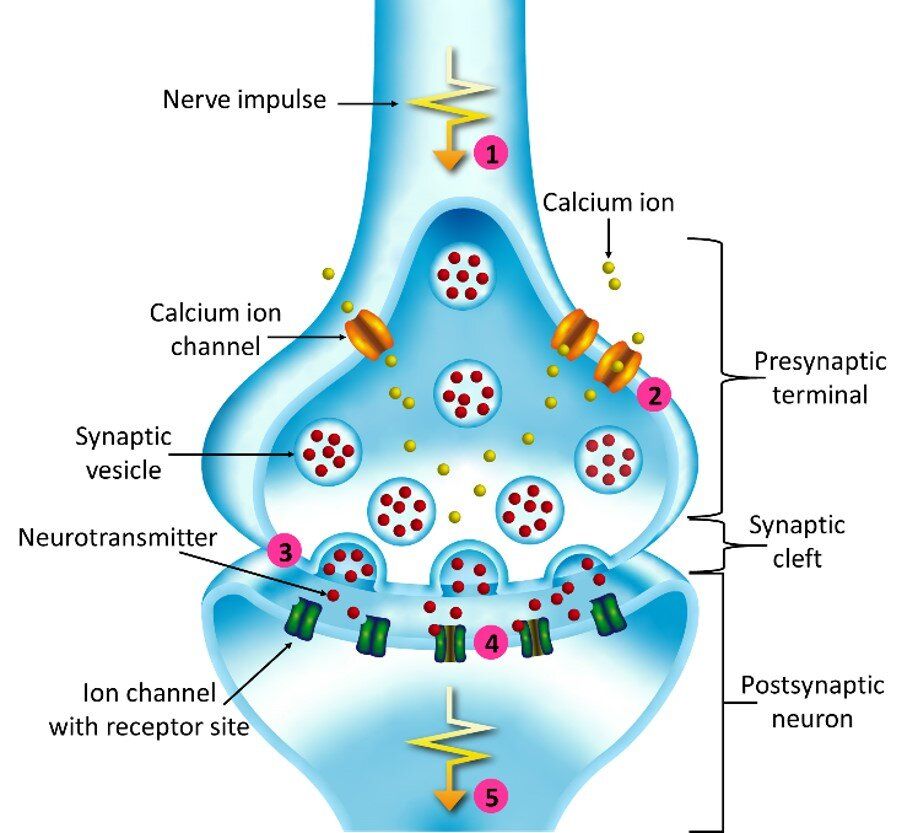 Nerve impulse
1
Calcium ion
Calcium ion
channel
Presynaptic
terminal
2
Synaptic
vesicle
Synaptic
cleft
Neurotransmitter
3
4
Ion channel
with receptor site
Postsynaptic
neuron
5